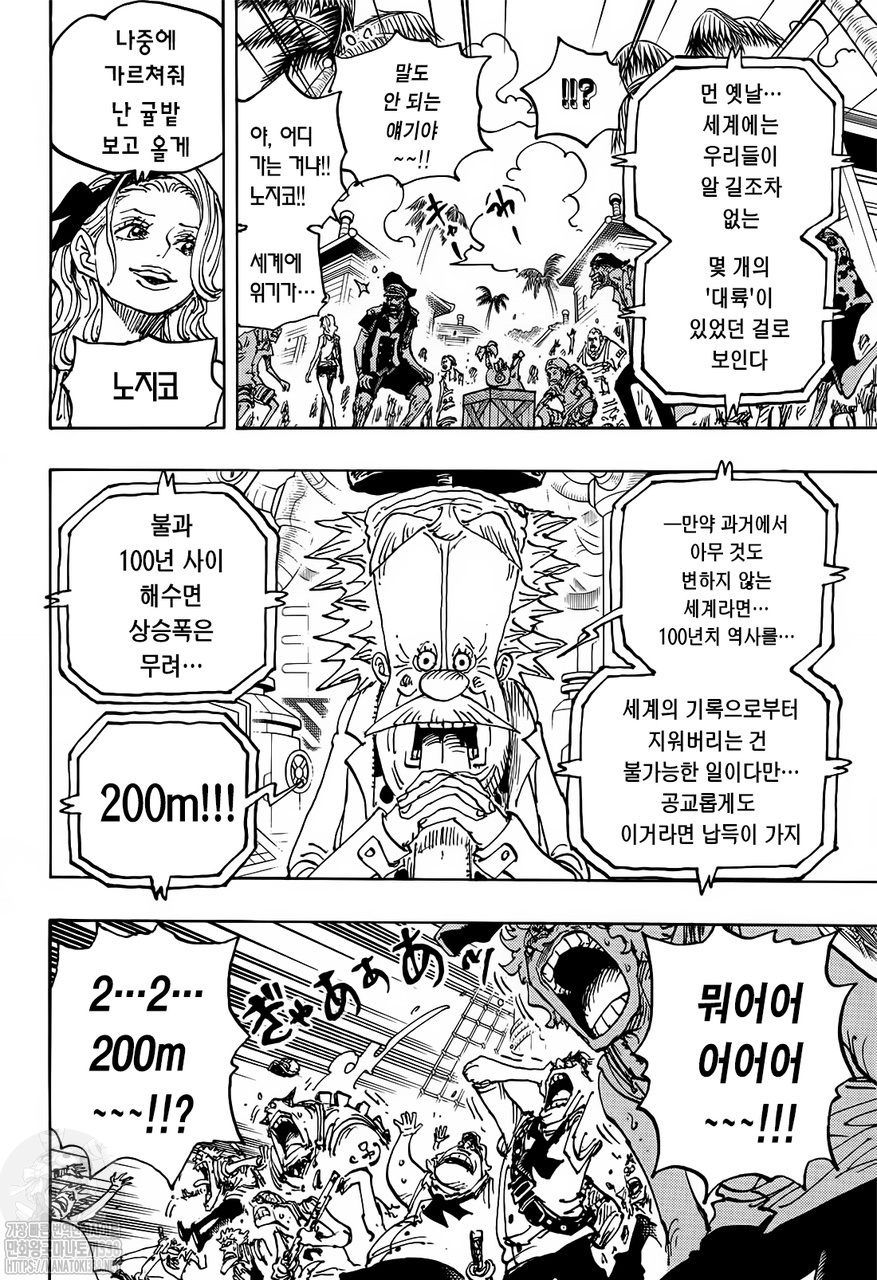 먼 옛날…
세계에는
우리들이
알 길조차
없는
몇 개의
'대륙'이
있었던 걸로
보인다
!!?
말도
안 되는
얘기야
~~!!
야, 어디
가는 거냐!!
노지코!!
세계에
위기가…
나중에
가르쳐줘
난 귤밭
보고 올게
노지코
—만약 과거에서
아무 것도
변하지 않는
세계라면…
100년치 역사를…
세계의 기록으로부터
지워버리는 건
불가능한 일이다만…
공교롭게도
이거라면 납득이 가지
불과
100년 사이
해수면
상승폭은
무려…
200m!!!
뭐어어
어어어
~~~!!!
ぎゃあぁあぁ~
2…2…
200m
~~~!!?